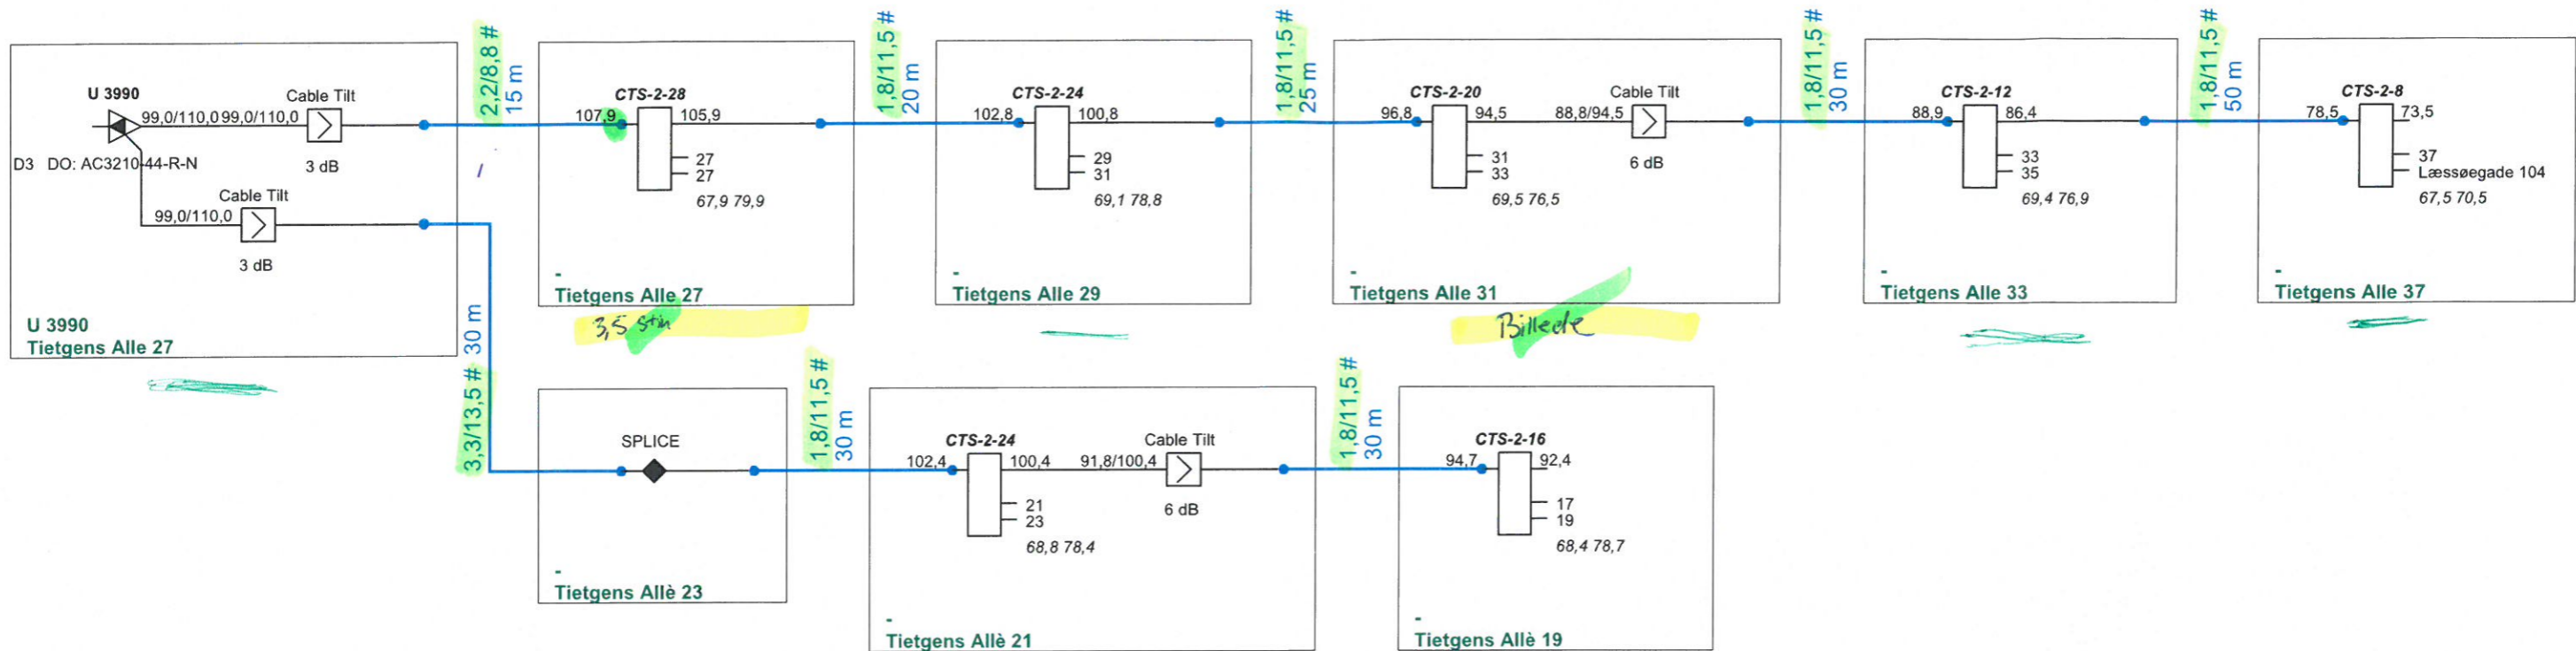 U 3990
99,0/110,0 99,0/110,0
Cable Tilt
3 dB
D3 DO: AC3210-44-R-N
Cable Tilt
99,0/110,0
3 dB
U 3990
Tietgens Alle 27
2,2/8,8 #
15 m
CTS-2-28
107,9 105,9
27
27
67,9 79,9
-
Tietgens Alle 27
3,5 Stin
1,8/11,5 #
20 m
CTS-2-24
102,8 100,8
29
31
69,1 78,8
-
Tietgens Alle 29
1,8/11,5 #
25 m
CTS-2-20
96,8 94,5
88,8/94,5
Cable Tilt
6 dB
31
33
69,5 76,5
-
Tietgens Alle 31
Billede
1,8/11,5 #
30 m
CTS-2-12
88,9 86,4
33
35
69,4 76,9
-
Tietgens Alle 33
1,8/11,5 #
50 m
CTS-2-8
78,5 73,5
37
Læssøegade 104
67,5 70,5
-
Tietgens Alle 37
3,3/13,5 # 30 m
SPLICE
-
Tietgens Allè 23
1,8/11,5 #
30 m
CTS-2-24
102,4 100,4
91,8/100,4
Cable Tilt
6 dB
21
23
68,8 78,4
-
Tietgens Allè 21
1,8/11,5 #
30 m
CTS-2-16
94,7 92,4
17
19
68,4 78,7
-
Tietgens Allè 19